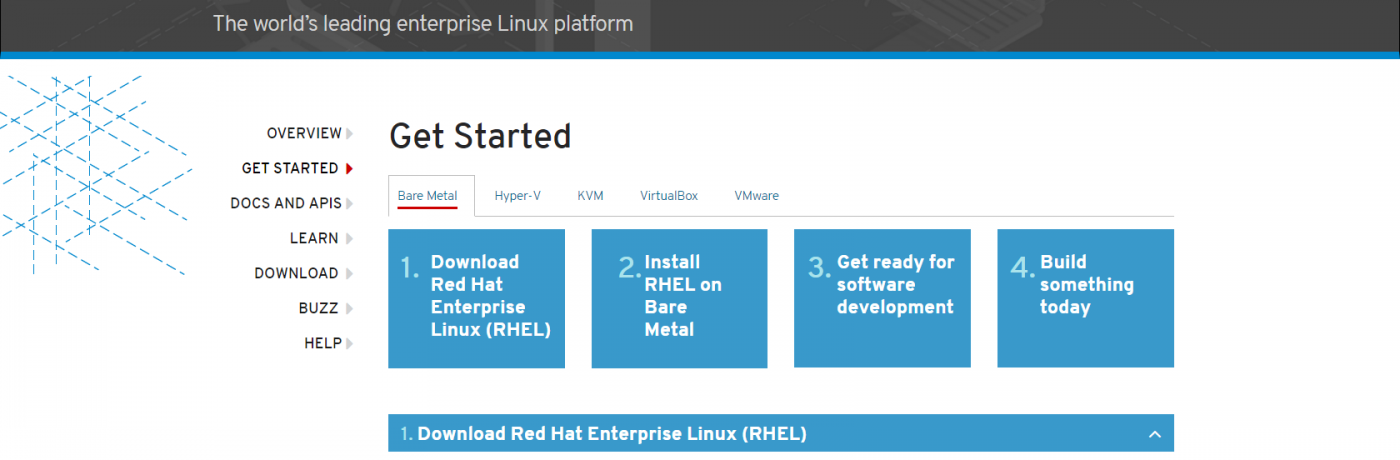 The world's leading enterprise Linux platform
OVERVIEW
GET STARTED
DOCS AND APIS
LEARN
DOWNLOAD
BUZZ
HELP
Get Started
Bare Metal
Hyper-V
KVM
VirtualBox
VMware
1. Download
Red Hat
Enterprise
Linux (RHEL)
2. Install
RHEL on
Bare
Metal
3. Get ready for
software
development
4. Build
something
today
1. Download Red Hat Enterprise Linux (RHEL)